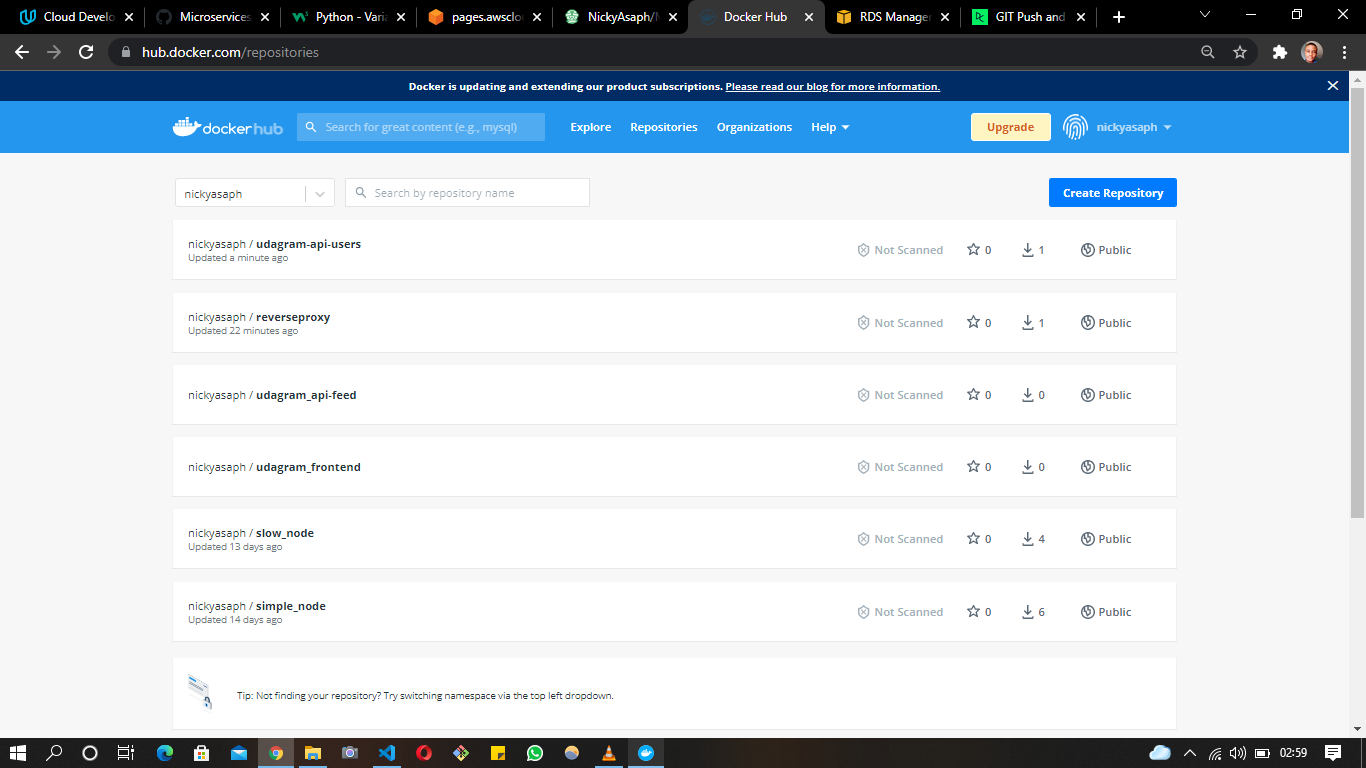 Cloud Develo
Microservices
Python - Varia
pages.awsclou
NickyAsaph/M
Docker Hub
RDS Manager
GIT Push and
hub.docker.com/repositories
Docker is updating and extending our product subscriptions. Please read our blog for more information.
dockerhub
Search for great content (e.g., mysql)
Explore
Repositories
Organizations
Help
Upgrade
nickyasaph
nickyasaph
Search by repository name
Create Repository
nickyasaph / udagram-api-users
Updated a minute ago
Not Scanned
0
1
Public
nickyasaph / reverseproxy
Updated 22 minutes ago
Not Scanned
0
1
Public
nickyasaph / udagram_api-feed
Not Scanned
0
0
Public
nickyasaph / udagram_frontend
Not Scanned
0
0
Public
nickyasaph / slow_node
Updated 13 days ago
Not Scanned
0
4
Public
nickyasaph / simple_node
Updated 14 days ago
Not Scanned
0
6
Public
Tip: Not finding your repository? Try switching namespace via the top left dropdown.
02:59